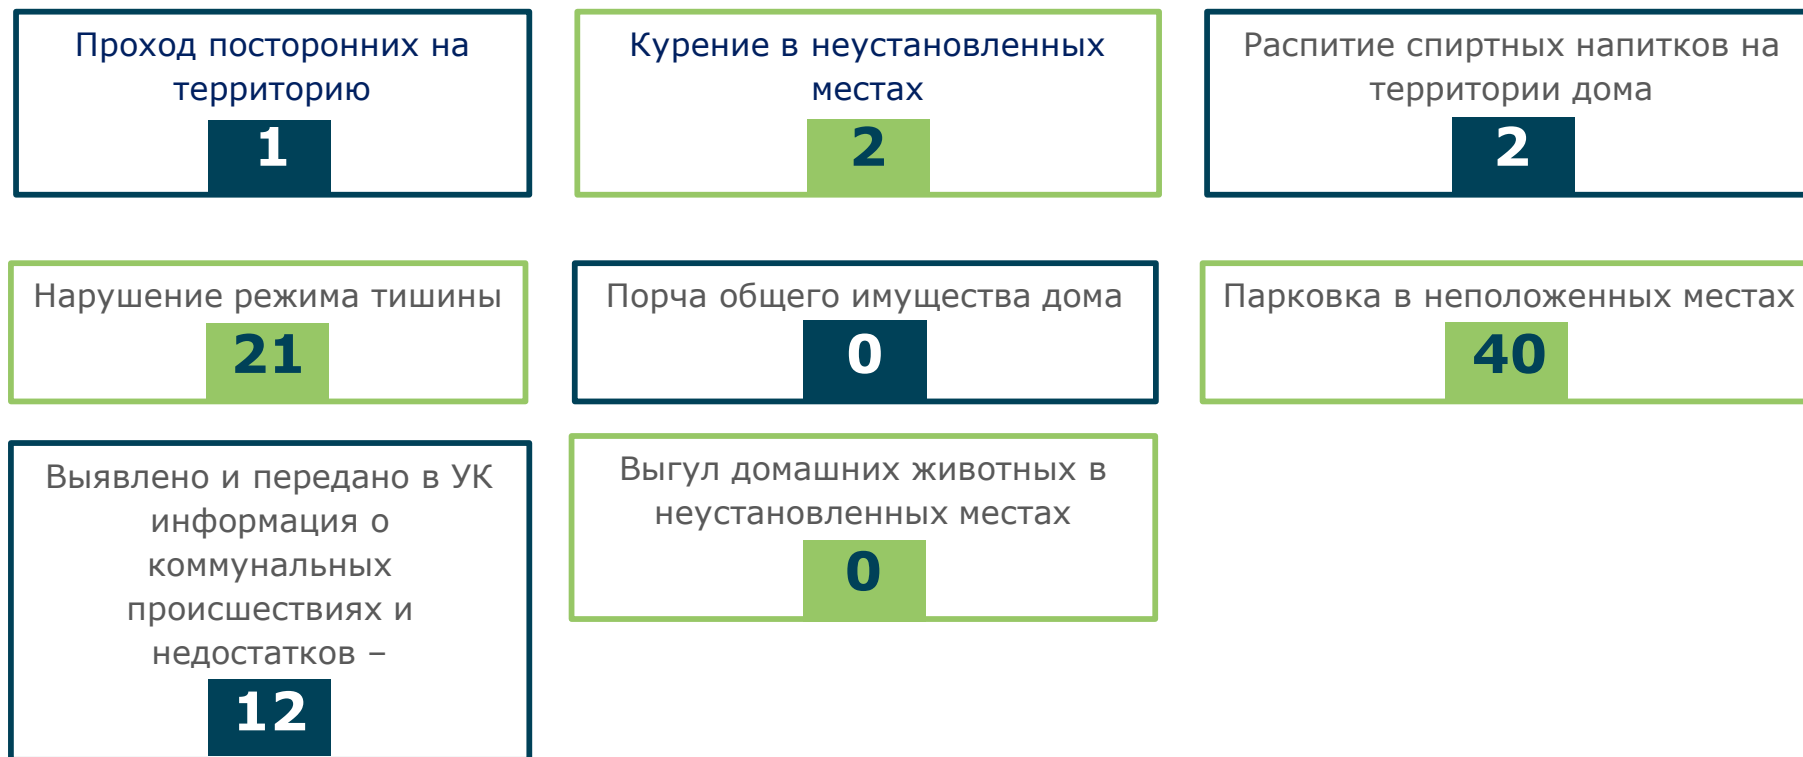 Проход посторонних на
территорию
1
Курение в неустановленных
местах
2
Распитие спиртных напитков на
территории дома
2
Нарушение режима тишины
21
Порча общего имущества дома
0
Парковка в неположенных местах
40
Выявлено и передано в УК
информация о
коммунальных
происшествиях и
недостатков –
12
Выгул домашних животных в
неустановленных местах
0